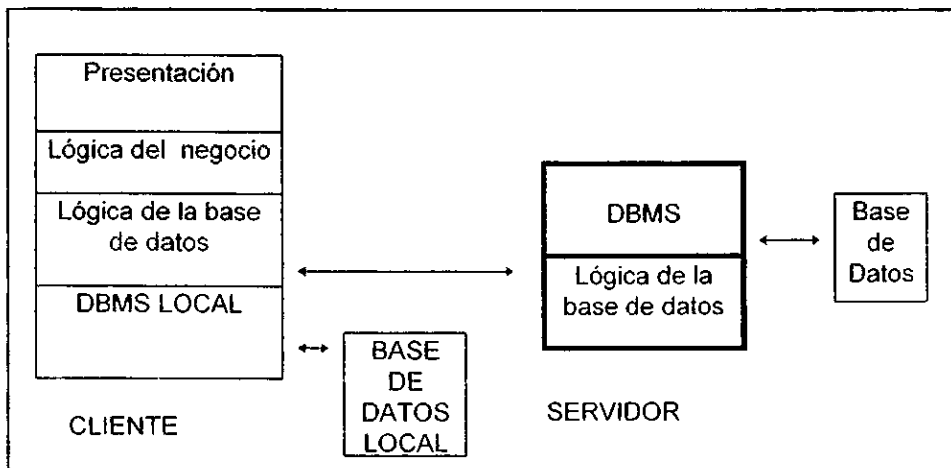 Presentación
Lógica del negocio
Lógica de la base
de datos
DBMS LOCAL
BASE
DE
DATOS
LOCAL
CLIENTE
DBMS
Lógica de la
base de datos
SERVIDOR
Base
de
Datos